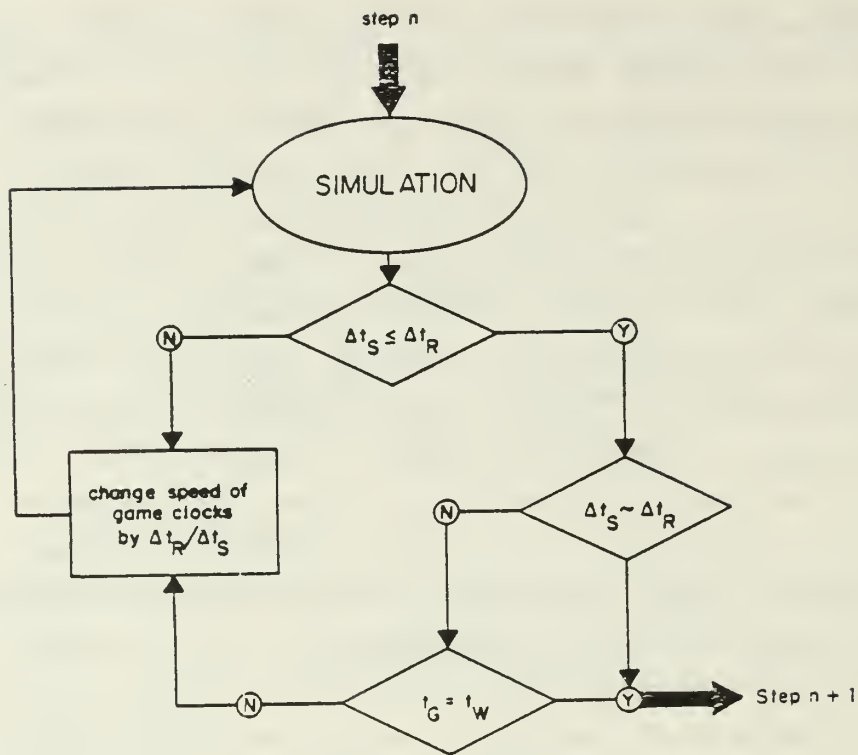 step n
SIMULATION
Δt_S ≤ Δt_R
N
Y
change speed of
game clocks
by Δt_R/Δt_S
N
Δt_S ~ Δt_R
N
t_G = t_W
Y
Step n + 1